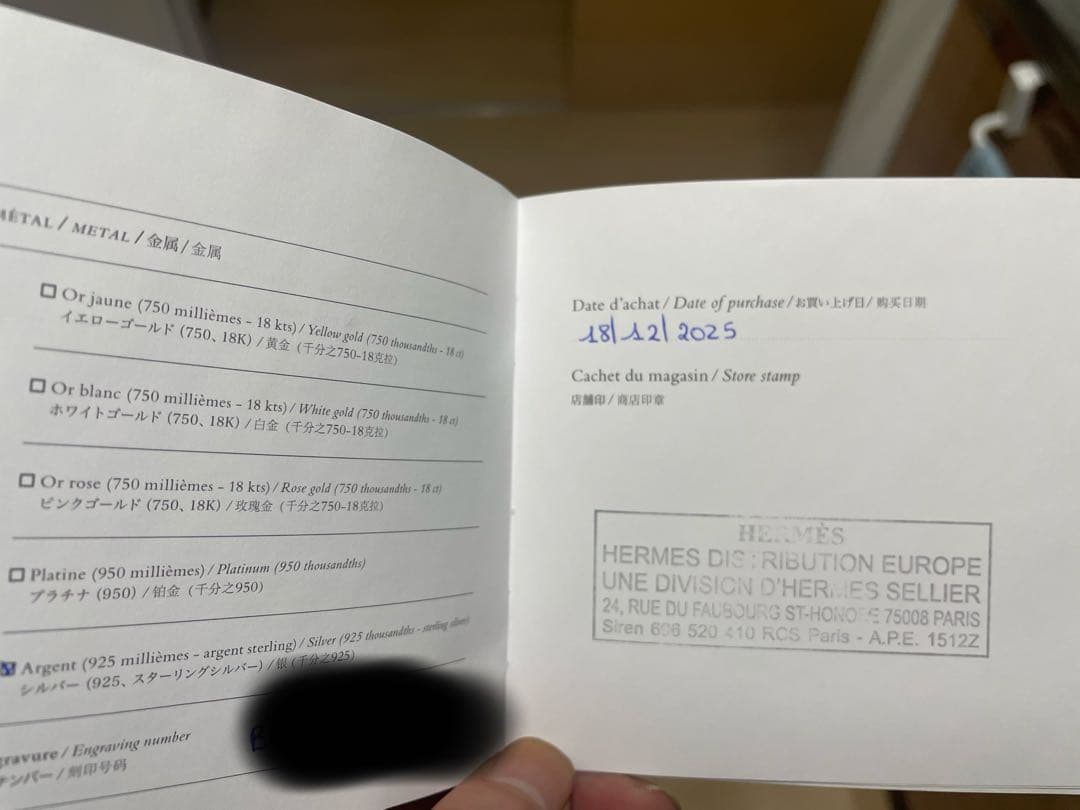 MÉTAL / METAL / 金属 / 金属
Or jaune (750 millièmes - 18 kts) / Yellow gold (750 thousandths - 18 ct)
イエローゴールド (750、18K) / 黄金（千分之750-18克拉）
Or blanc (750 millièmes - 18 kts) / White gold (750 thousandths - 18 ct)
ホワイトゴールド (750、18K) / 白金（千分之750-18克拉）
Or rose (750 millièmes - 18 kts) / Rose gold (750 thousandths - 18 ct)
ピンクゴールド (750、18K) / 玫瑰金（千分之750-18克拉）
Platine (950 millièmes) / Platinum (950 thousandths)
プラチナ (950) / 铂金（千分之950）
Argent (925 millièmes - argent sterling) / Silver (925 thousandths - sterling silver)
シルバー (925、スターリングシルバー) / 银（千分之925）
gravure / Engraving number
ナンバー / 刻印号码
Date d'achat / Date of purchase / お買い上げ日 / 购买日期
18/12/2025
Cachet du magasin / Store stamp
店舗印 / 商店印章
HERMÈS
HERMES DISTRIBUTION EUROPE
UNE DIVISION D'HERMES SELLIER
24, RUE DU FAUBOURG ST-HONORE 75008 PARIS
Siren 606 520 410 RCS Paris - A.P.E. 1512Z